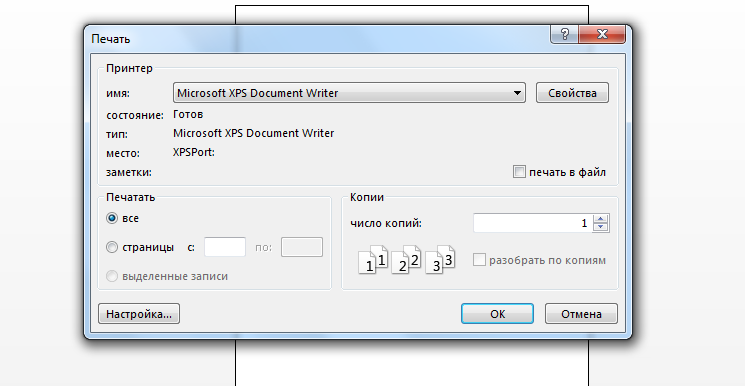 Печать
?
Принтер
имя: Microsoft XPS Document Writer Свойства
состояние: Готов
тип: Microsoft XPS Document Writer
место: XPSPort:
заметки: печать в файл
Печатать
все
страницы с: по:
выделенные записи
Копии
число копий: 1
1 1 2 2 3 3 разобрать по копиям
Настройка... ОК Отмена